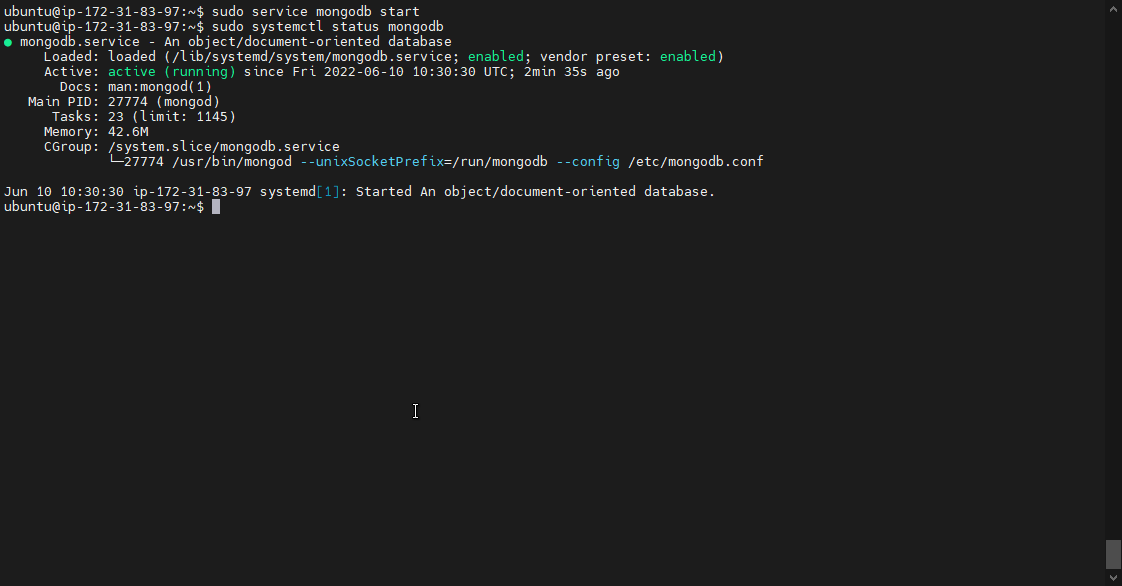 ubuntu@ip-172-31-83-97:~$ sudo service mongodb start
ubuntu@ip-172-31-83-97:~$ sudo systemctl status mongodb
● mongodb.service - An object/document-oriented database
     Loaded: loaded (/lib/systemd/system/mongodb.service; enabled; vendor preset: enabled)
     Active: active (running) since Fri 2022-06-10 10:30:30 UTC; 2min 35s ago
       Docs: man:mongod(1)
   Main PID: 27774 (mongod)
      Tasks: 23 (limit: 1145)
     Memory: 42.6M
     CGroup: /system.slice/mongodb.service
             └─27774 /usr/bin/mongod --unixSocketPrefix=/run/mongodb --config /etc/mongodb.conf

Jun 10 10:30:30 ip-172-31-83-97 systemd[1]: Started An object/document-oriented database.
ubuntu@ip-172-31-83-97:~$